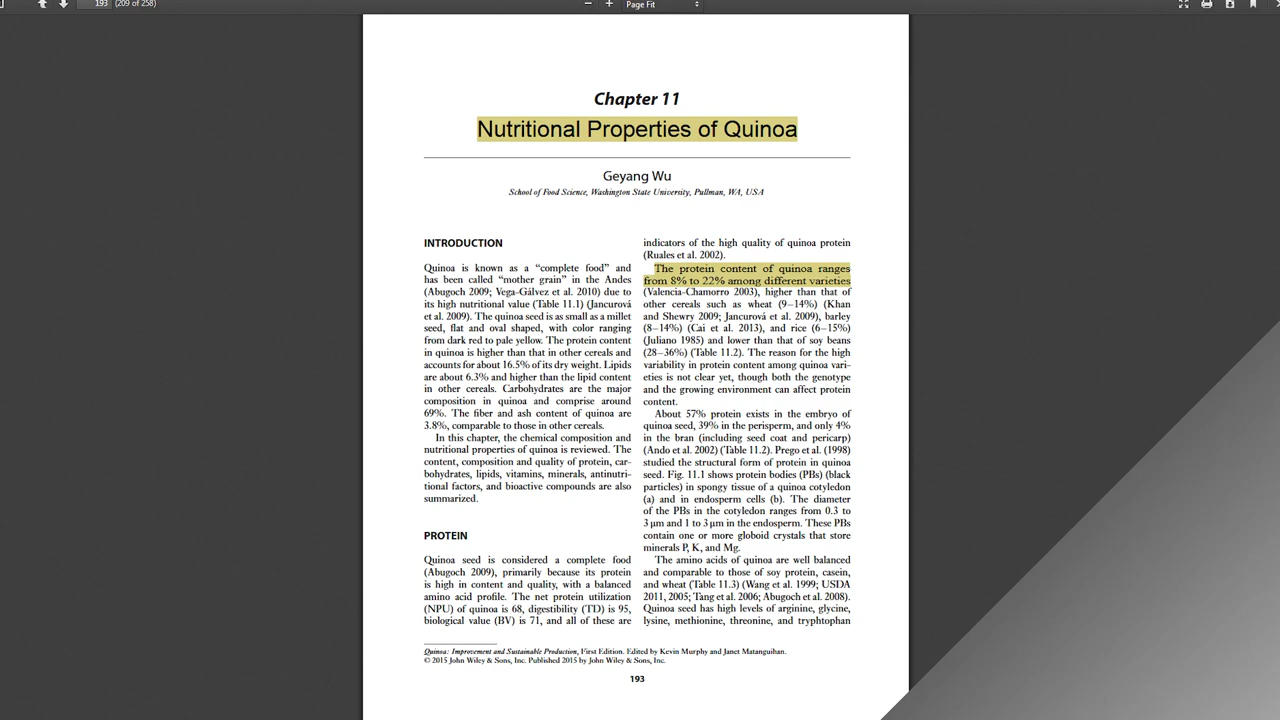 193 (209 of 258)
Page Fit
Chapter 11
Nutritional Properties of Quinoa
Geyang Wu
School of Food Science, Washington State University, Pullman, WA, USA
INTRODUCTION
Quinoa is known as a “complete food” and
has been called “mother grain” in the Andes
(Abugoch 2009; Vega-Gálvez et al. 2010) due to
its high nutritional value (Table 11.1) (Jancurová
et al. 2009). The quinoa seed is as small as a millet
seed, flat and oval shaped, with color ranging
from dark red to pale yellow. The protein content
in quinoa is higher than that in other cereals and
accounts for about 16.5% of its dry weight. Lipids
are about 6.3% and higher than the lipid content
in other cereals. Carbohydrates are the major
composition in quinoa and comprise around
69%. The fiber and ash content of quinoa are
3.8%, comparable to those in other cereals.
In this chapter, the chemical composition and
nutritional properties of quinoa is reviewed. The
content, composition and quality of protein, car-
bohydrates, lipids, vitamins, minerals, antinutri-
tional factors, and bioactive compounds are also
summarized.
PROTEIN
Quinoa seed is considered a complete food
(Abugoch 2009), primarily because its protein
is high in content and quality, with a balanced
amino acid profile. The net protein utilization
(NPU) of quinoa is 68, digestibility (TD) is 95,
biological value (BV) is 71, and all of these are
indicators of the high quality of quinoa protein
(Ruales et al. 2002).
The protein content of quinoa ranges
from 8% to 22% among different varieties
(Valencia-Chamorro 2003), higher than that of
other cereals such as wheat (9–14%) (Khan
and Shewry 2009; Jancurová et al. 2009), barley
(8–14%) (Cai et al. 2013), and rice (6–15%)
(Juliano 1985) and lower than that of soy beans
(28–36%) (Table 11.2). The reason for the high
variability in protein content among quinoa vari-
eties is not clear yet, though both the genotype
and the growing environment can affect protein
content.
About 57% protein exists in the embryo of
quinoa seed, 39% in the perisperm, and only 4%
in the bran (including seed coat and pericarp)
(Ando et al. 2002) (Table 11.2). Prego et al. (1998)
studied the structural form of protein in quinoa
seed. Fig. 11.1 shows protein bodies (PBs) (black
particles) in spongy tissue of a quinoa cotyledon
(a) and in endosperm cells (b). The diameter
of the PBs in the cotyledon ranges from 0.3 to
3 μm and 1 to 3 μm in the endosperm. These PBs
contain one or more globoid crystals that store
minerals P, K, and Mg.
The amino acids of quinoa are well balanced
and comparable to those of soy protein, casein,
and wheat (Table 11.3) (Wang et al. 1999; USDA
2011, 2005; Tang et al. 2006; Abugoch et al. 2008).
Quinoa seed has high levels of arginine, glycine,
lysine, methionine, threonine, and tryptophan
Quinoa: Improvement and Sustainable Production, First Edition. Edited by Kevin Murphy and Janet Matanguihan.
© 2015 John Wiley & Sons, Inc. Published 2015 by John Wiley & Sons, Inc.
193